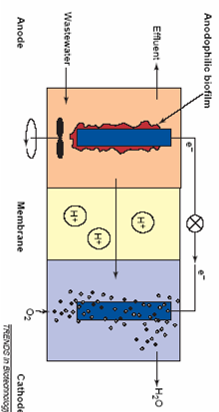 Anodophilic biofilm
Effluent
Wastewater
Anode
e⁻
H+
H+
H+
Membrane
e⁻
O₂
H₂O
Cathode
TRENDS in Biotechnology